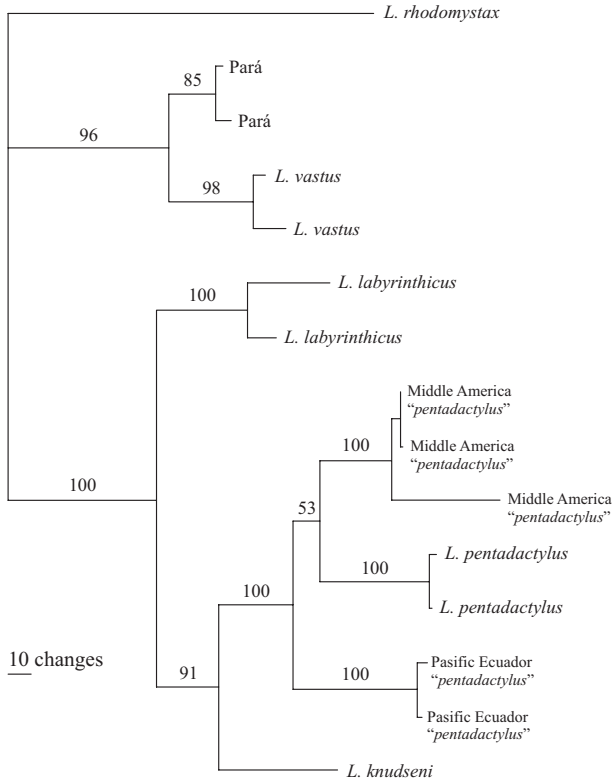 L. rhodomystax
Pará
85
Pará
96
L. vastus
98
L. vastus
L. labyrinthicus
100
L. labyrinthicus
Middle America
“pentadactylus”
100
Middle America
“pentadactylus”
100
Middle America
“pentadactylus”
53
L. pentadactylus
100
100
L. pentadactylus
10 changes
Pasific Ecuador
“pentadactylus”
91
100
Pasific Ecuador
“pentadactylus”
L. knudseni